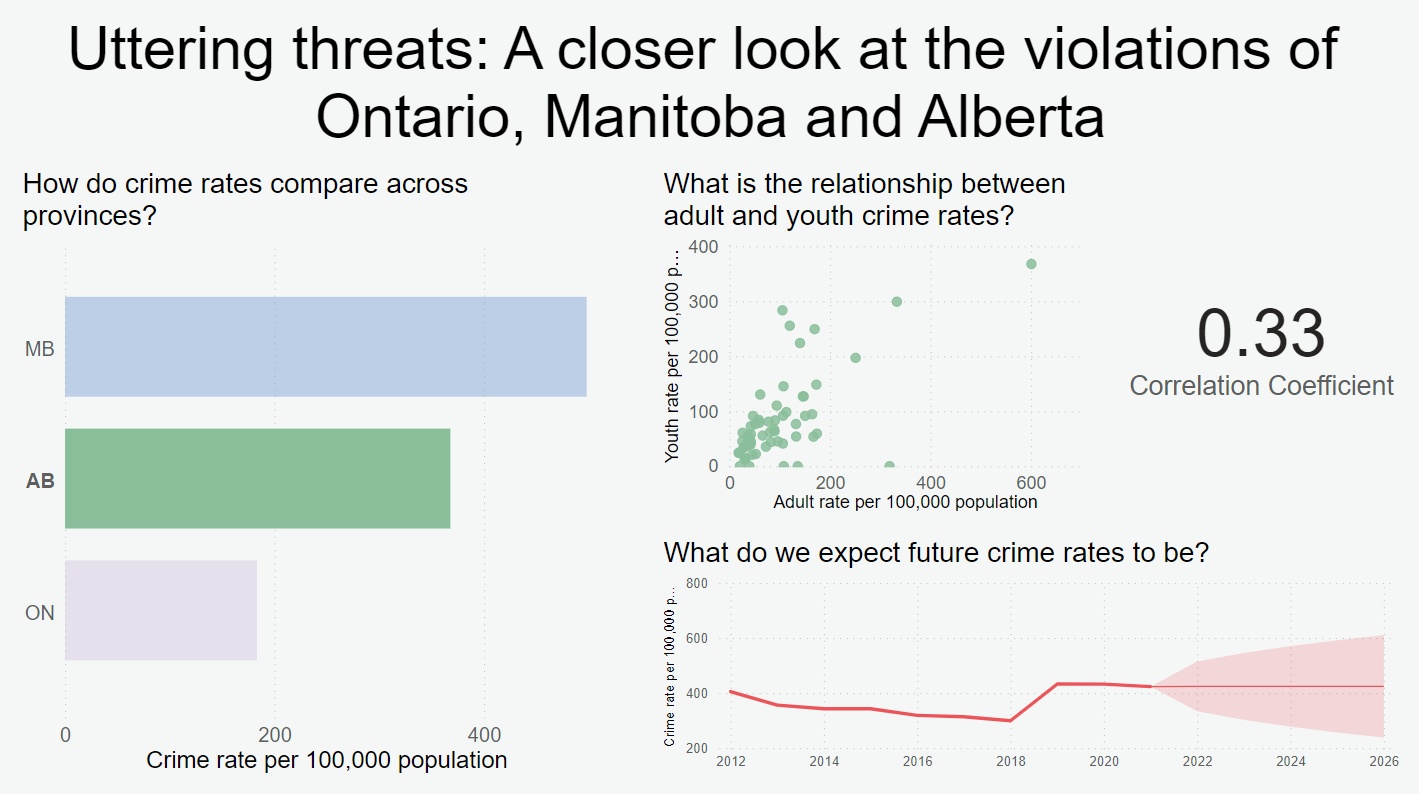 Uttering threats: A closer look at the violations of
Ontario, Manitoba and Alberta
How do crime rates compare across
provinces?
MB
AB
ON
0 200 400
Crime rate per 100,000 population
What is the relationship between
adult and youth crime rates?
Youth rate per 100,000 p...
400
300
200
100
0
0 200 400 600
Adult rate per 100,000 population
0.33
Correlation Coefficient
What do we expect future crime rates to be?
Crime rate per 100,000 p...
800
600
400
200
2012 2014 2016 2018 2020 2022 2024 2026